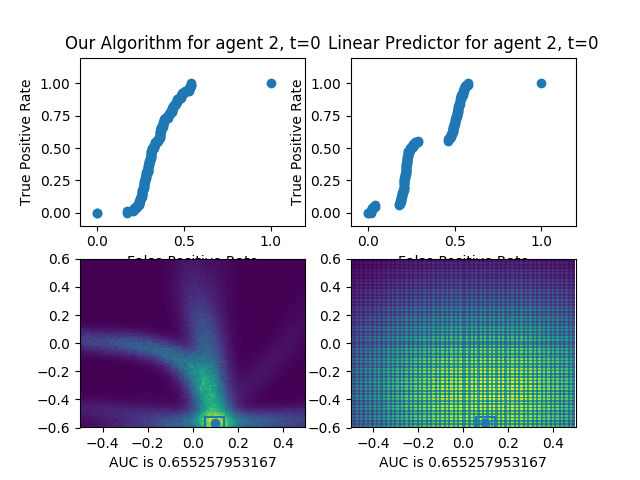 Our Algorithm for agent 2, t=0
Linear Predictor for agent 2, t=0
True Positive Rate
1.00
0.75
0.50
0.25
0.00
0.0 0.5 1.0
False Positive Rate
True Positive Rate
1.00
0.75
0.50
0.25
0.00
0.0 0.5 1.0
False Positive Rate
0.6
0.4
0.2
0.0
−0.2
−0.4
−0.6
−0.4 −0.2 0.0 0.2 0.4
AUC is 0.655257953167
0.6
0.4
0.2
0.0
−0.2
−0.4
−0.6
−0.4 −0.2 0.0 0.2 0.4
AUC is 0.655257953167